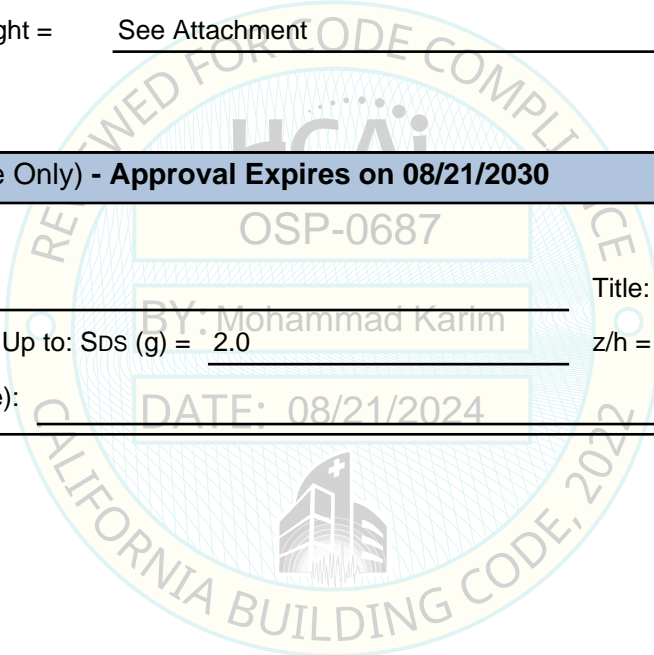 ght = See Attachment
REVIEWED FOR CODE COMPLIANCE
HCAi
e Only) - Approval Expires on 08/21/2030
OSP-0687
Title:
BY: Mohammad Karim
Up to: SDS (g) = 2.0 z/h =
e):
DATE: 08/21/2024
CALIFORNIA BUILDING CODE, 2022